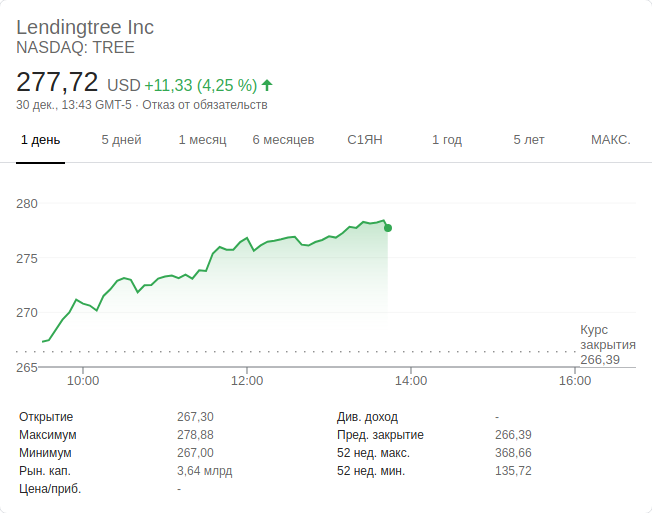 Lendingtree Inc
NASDAQ: TREE
277,72 USD +11,33 (4,25 %)
30 дек., 13:43 GMT-5 · Отказ от обязательств
1 день 5 дней 1 месяц 6 месяцев С1ЯН 1 год 5 лет МАКС.
280
275
270
265
Курс
закрытия
266,39
10:00 12:00 14:00 16:00
Открытие 267,30 Див. доход -
Максимум 278,88 Пред. закрытие 266,39
Минимум 267,00 52 нед. макс. 368,66
Рын. кап. 3,64 млрд 52 нед. мин. 135,72
Цена/приб. -